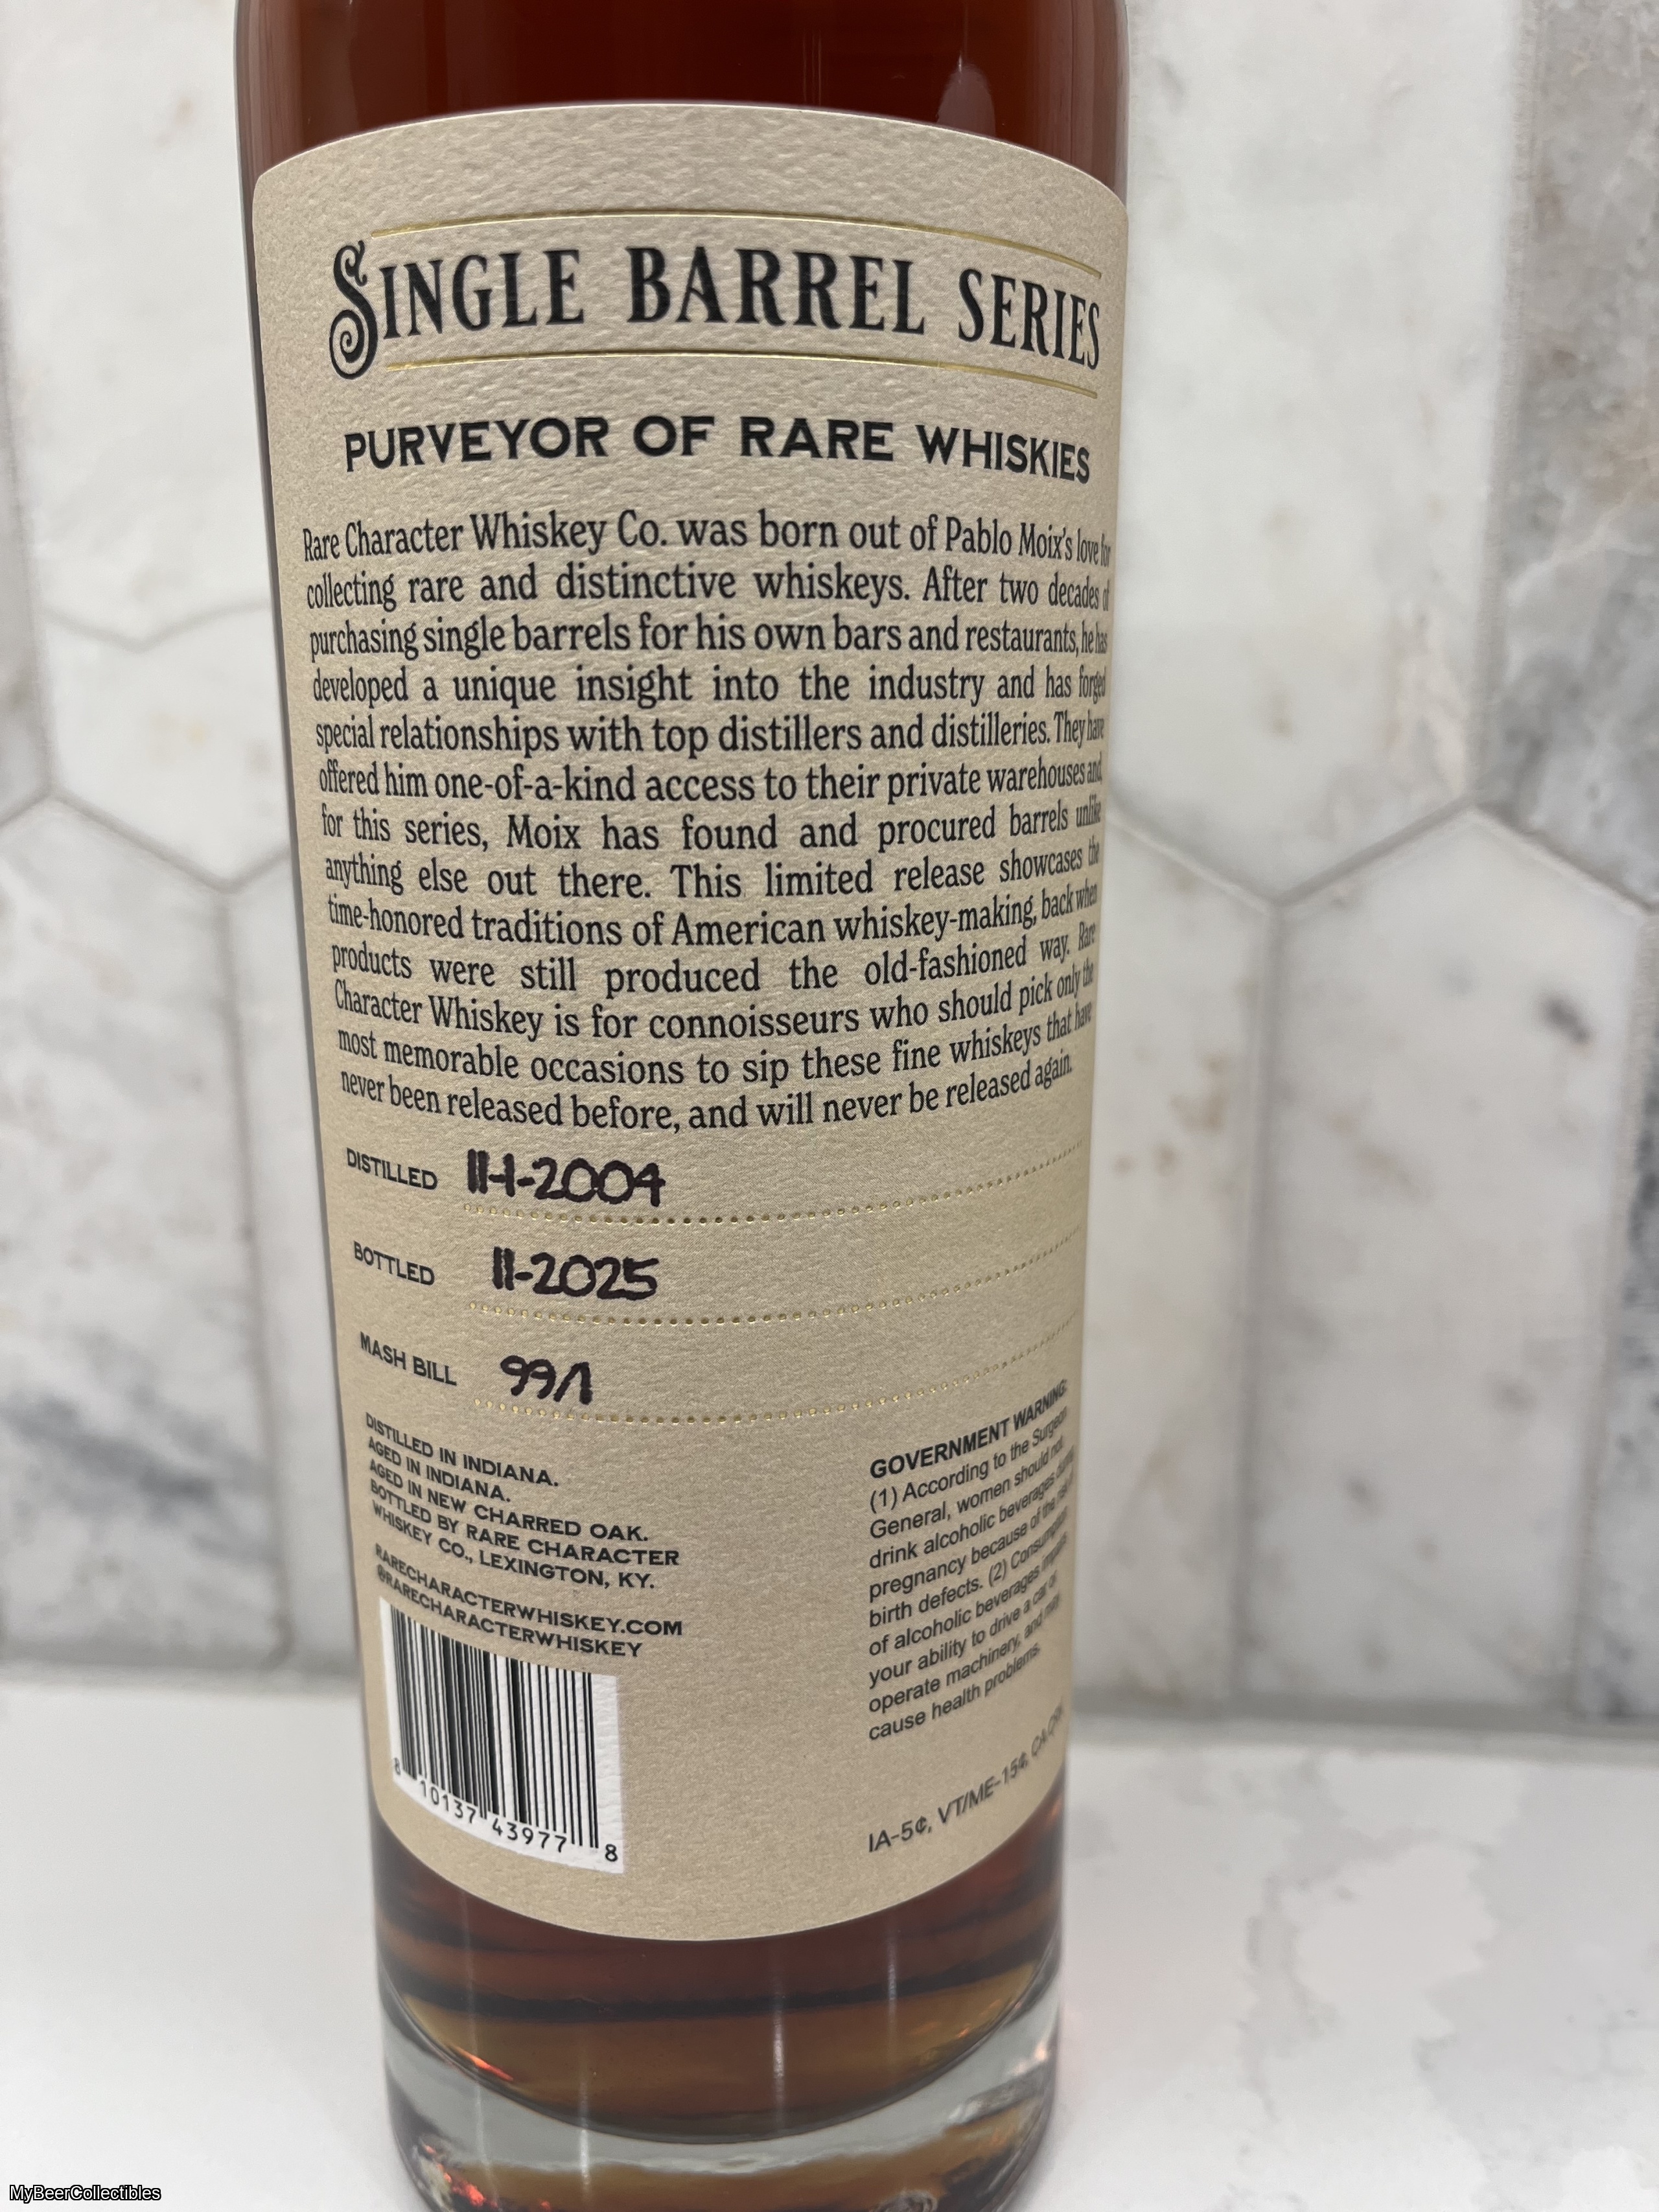 SINGLE BARREL SERIES
PURVEYOR OF RARE WHISKIES
Rare Character Whiskey Co. was born out of Pablo Moix's love for
collecting rare and distinctive whiskeys. After two decades of
purchasing single barrels for his own bars and restaurants, he has
developed a unique insight into the industry and has forged
special relationships with top distillers and distilleries. They have
offered him one-of-a-kind access to their private warehouses and,
for this series, Moix has found and procured barrels unlike
anything else out there. This limited release showcases the
time-honored traditions of American whiskey-making, back when
products were still produced the old-fashioned way. Rare
Character Whiskey is for connoisseurs who should pick only the
most memorable occasions to sip these fine whiskeys that have
never been released before, and will never be released again.
DISTILLED 11-1-2004
BOTTLED 11-2025
MASH BILL 99/1
DISTILLED IN INDIANA.
AGED IN INDIANA.
AGED IN NEW CHARRED OAK.
BOTTLED BY RARE CHARACTER
WHISKEY CO., LEXINGTON, KY.
RARECHARACTERWHISKEY.COM
@RARECHARACTERWHISKEY
8 10137 43977 8
GOVERNMENT WARNING:
(1) According to the Surgeon
General, women should not
drink alcoholic beverages during
pregnancy because of the risk of
birth defects. (2) Consumption
of alcoholic beverages impairs
your ability to drive a car or
operate machinery, and may
cause health problems.
IA-5¢, VT/ME-15¢, CA CRV
MyBeerCollectibles